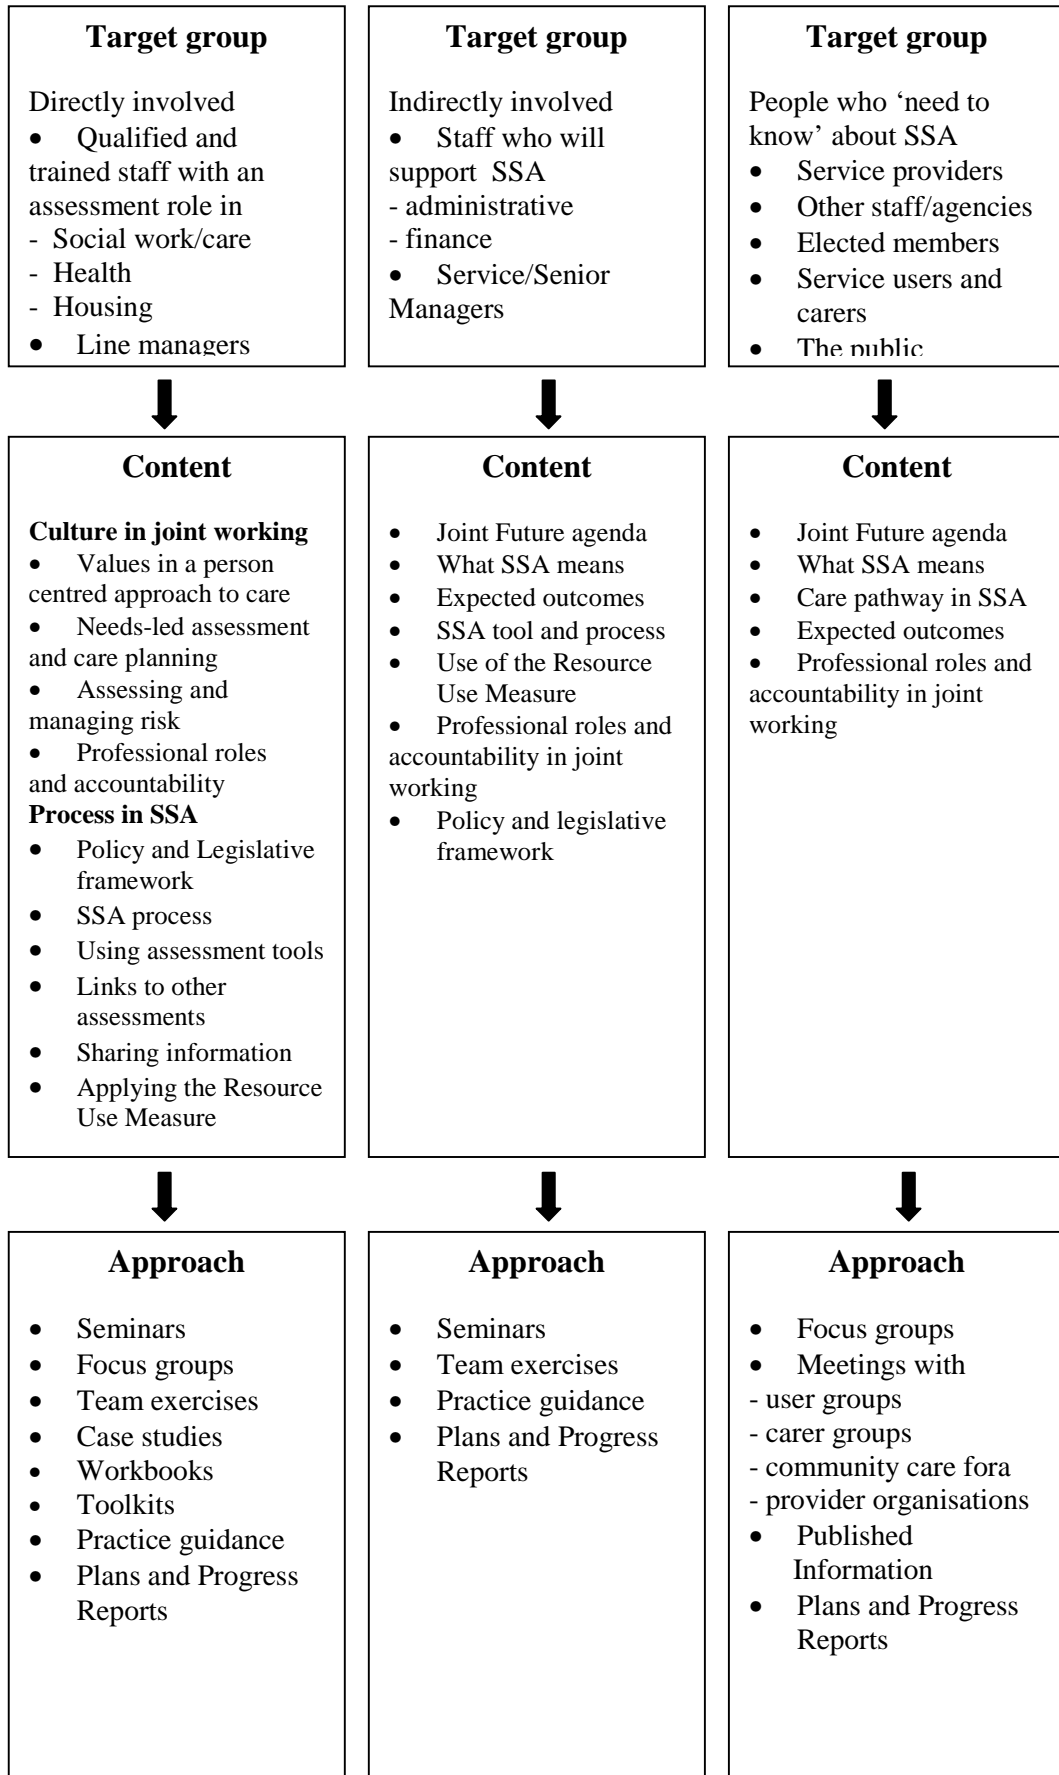 Target group
Directly involved
• Qualified and
trained staff with an
assessment role in
- Social work/care
- Health
- Housing
• Line managers
Target group
Indirectly involved
• Staff who will
support SSA
- administrative
- finance
• Service/Senior
Managers
Target group
People who ‘need to
know’ about SSA
• Service providers
• Other staff/agencies
• Elected members
• Service users and
carers
• The public
Content
Culture in joint working
• Values in a person
centred approach to care
• Needs-led assessment
and care planning
• Assessing and
managing risk
• Professional roles
and accountability
Process in SSA
• Policy and Legislative
framework
• SSA process
• Using assessment tools
• Links to other
assessments
• Sharing information
• Applying the Resource
Use Measure
Content
• Joint Future agenda
• What SSA means
• Expected outcomes
• SSA tool and process
• Use of the Resource
Use Measure
• Professional roles and
accountability in joint
working
• Policy and legislative
framework
Content
• Joint Future agenda
• What SSA means
• Care pathway in SSA
• Expected outcomes
• Professional roles and
accountability in joint
working
Approach
• Seminars
• Focus groups
• Team exercises
• Case studies
• Workbooks
• Toolkits
• Practice guidance
• Plans and Progress
Reports
Approach
• Seminars
• Team exercises
• Practice guidance
• Plans and Progress
Reports
Approach
• Focus groups
• Meetings with
- user groups
- carer groups
- community care fora
- provider organisations
• Published
Information
• Plans and Progress
Reports